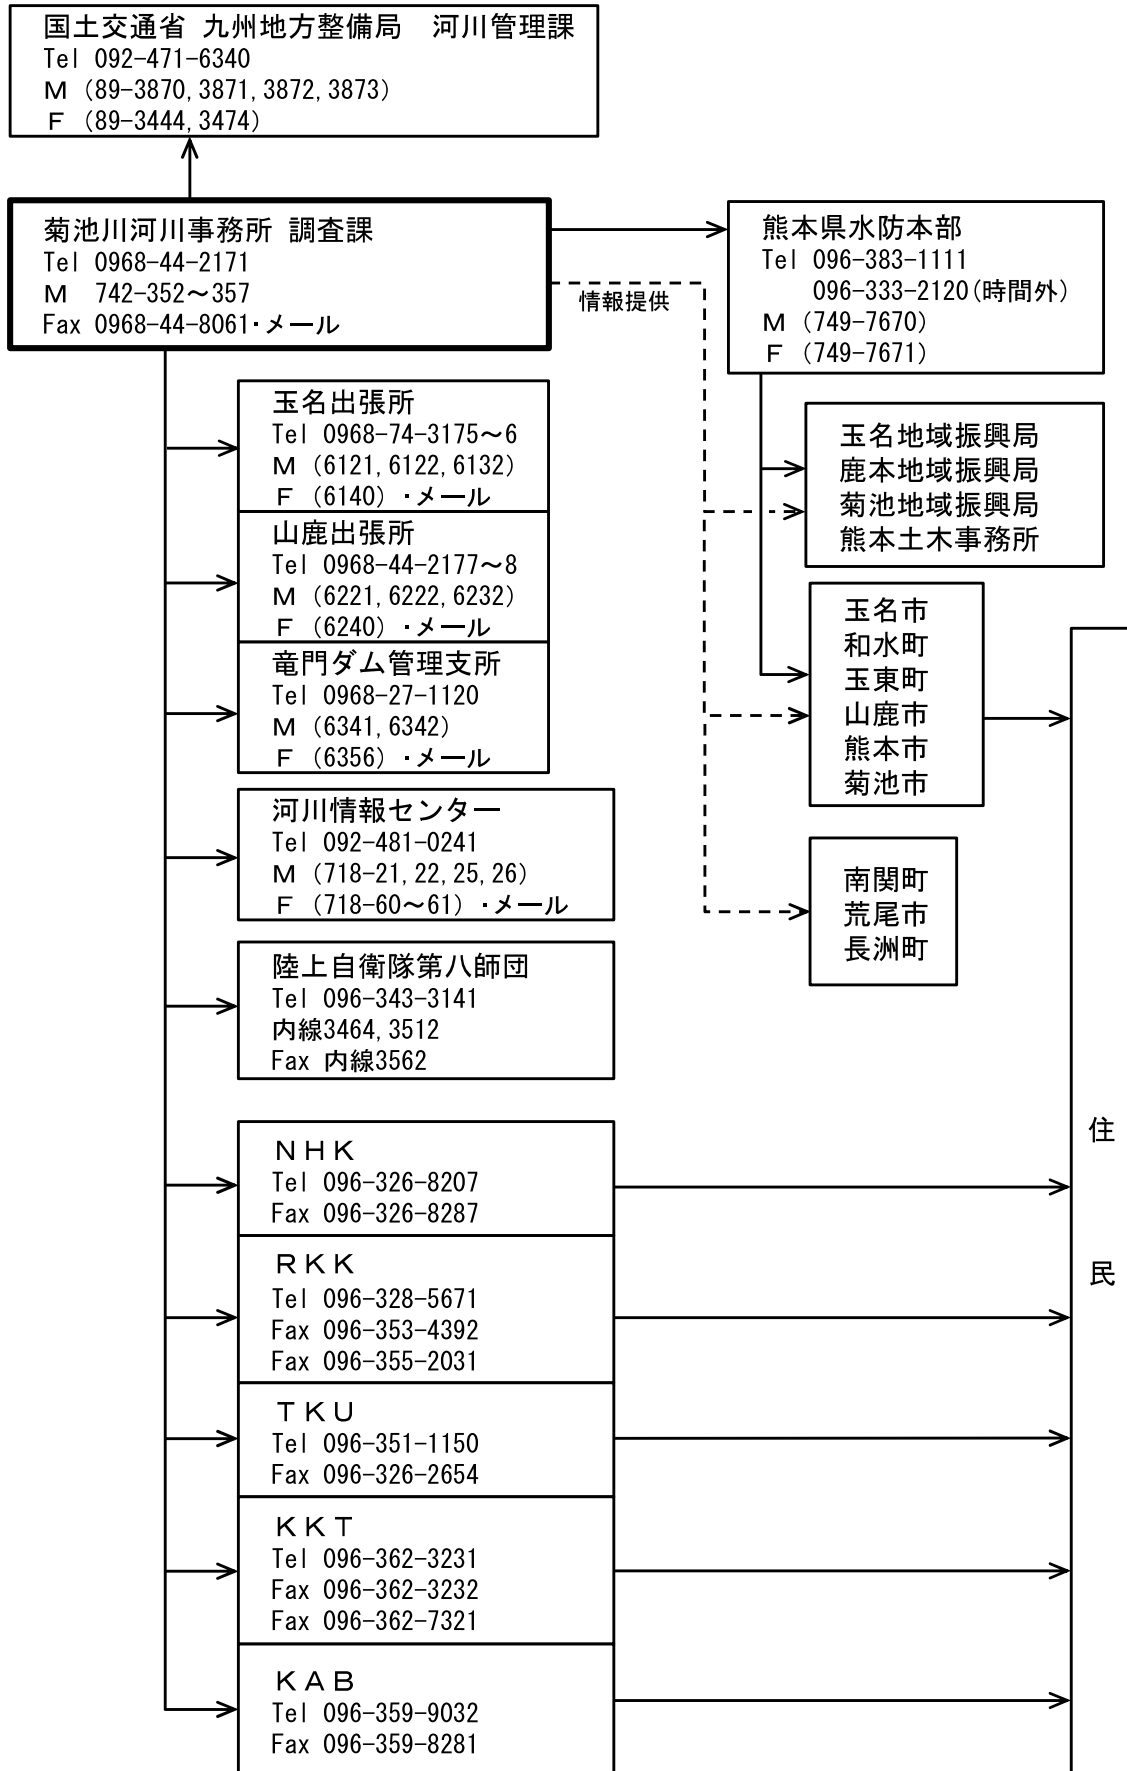 国土交通省 九州地方整備局　河川管理課
Tel 092-471-6340
M (89-3870, 3871, 3872, 3873)
F (89-3444, 3474)
菊池川河川事務所 調査課
Tel 0968-44-2171
M 742-352～357
Fax 0968-44-8061・メール
情報提供
熊本県水防本部
Tel 096-383-1111
096-333-2120(時間外)
M (749-7670)
F (749-7671)
玉名地域振興局
鹿本地域振興局
菊池地域振興局
熊本土木事務所
玉名市
和水町
玉東町
山鹿市
熊本市
菊池市
南関町
荒尾市
長洲町
玉名出張所
Tel 0968-74-3175～6
M (6121, 6122, 6132)
F (6140) ・メール
山鹿出張所
Tel 0968-44-2177～8
M (6221, 6222, 6232)
F (6240) ・メール
竜門ダム管理支所
Tel 0968-27-1120
M (6341, 6342)
F (6356) ・メール
河川情報センター
Tel 092-481-0241
M (718-21, 22, 25, 26)
F (718-60～61) ・メール
陸上自衛隊第八師団
Tel 096-343-3141
内線3464, 3512
Fax 内線3562
NHK
Tel 096-326-8207
Fax 096-326-8287
RKK
Tel 096-328-5671
Fax 096-353-4392
Fax 096-355-2031
TKU
Tel 096-351-1150
Fax 096-326-2654
KKT
Tel 096-362-3231
Fax 096-362-3232
Fax 096-362-7321
KAB
Tel 096-359-9032
Fax 096-359-8281
住
民